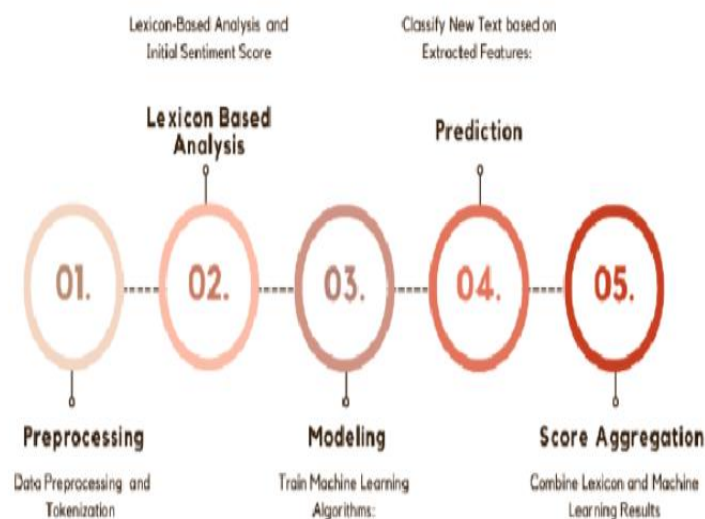 Lexicon-Based Analysis and
Initial Sentiment Score
Classify New Text based on
Extracted Features:
Lexicon Based
Analysis
Prediction
01.
02.
03.
04.
05.
Preprocessing
Modeling
Score Aggregation
Data Preprocessing and
Tokenization
Train Machine Learning
Algorithms:
Combine Lexicon and Machine
Learning Results